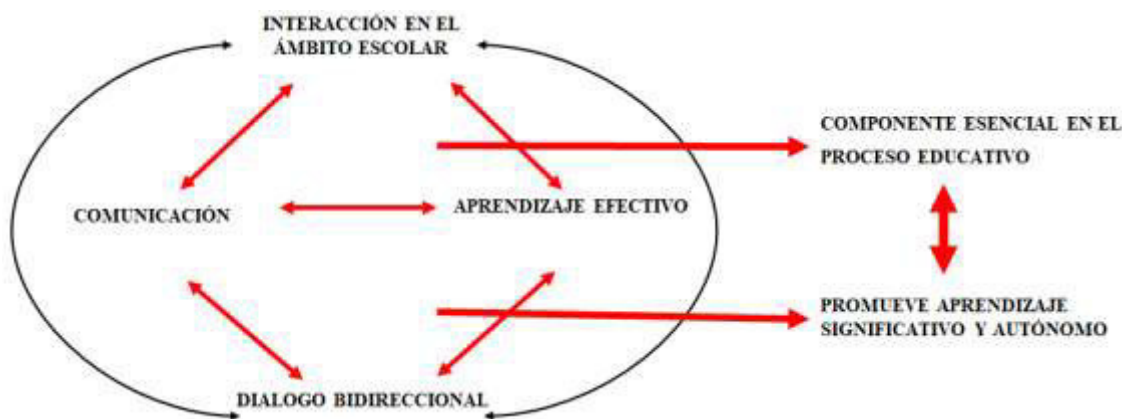 INTERACCIÓN EN EL
ÁMBITO ESCOLAR
COMPONENTE ESENCIAL EN EL
PROCESO EDUCATIVO
COMUNICACIÓN
APRENDIZAJE EFECTIVO
PROMUEVE APRENDIZAJE
SIGNIFICATIVO Y AUTÓNOMO
DIALOGO BIDIRECCIONAL